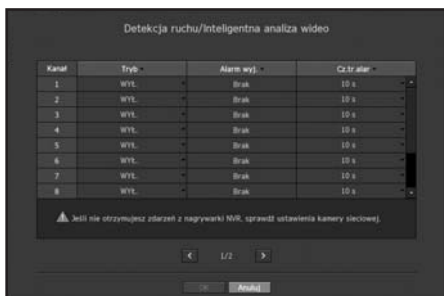 Detekcja ruchu/Inteligentna analiza wideo
Kanał Tryb Alarm wyj. Cz.tr.alar
1 WYŁ. Brak 10 s
2 WYŁ. Brak 10 s
3 WYŁ. Brak 10 s
4 WYŁ. Brak 10 s
5 WYŁ. Brak 10 s
6 WYŁ. Brak 10 s
7 WYŁ. Brak 10 s
8 WYŁ. Brak 10 s
Jeśli nie otrzymujesz zdarzeń z nagrywarki NVR, sprawdź ustawienia kamery sieciowej.
1/2
OK Anuluj